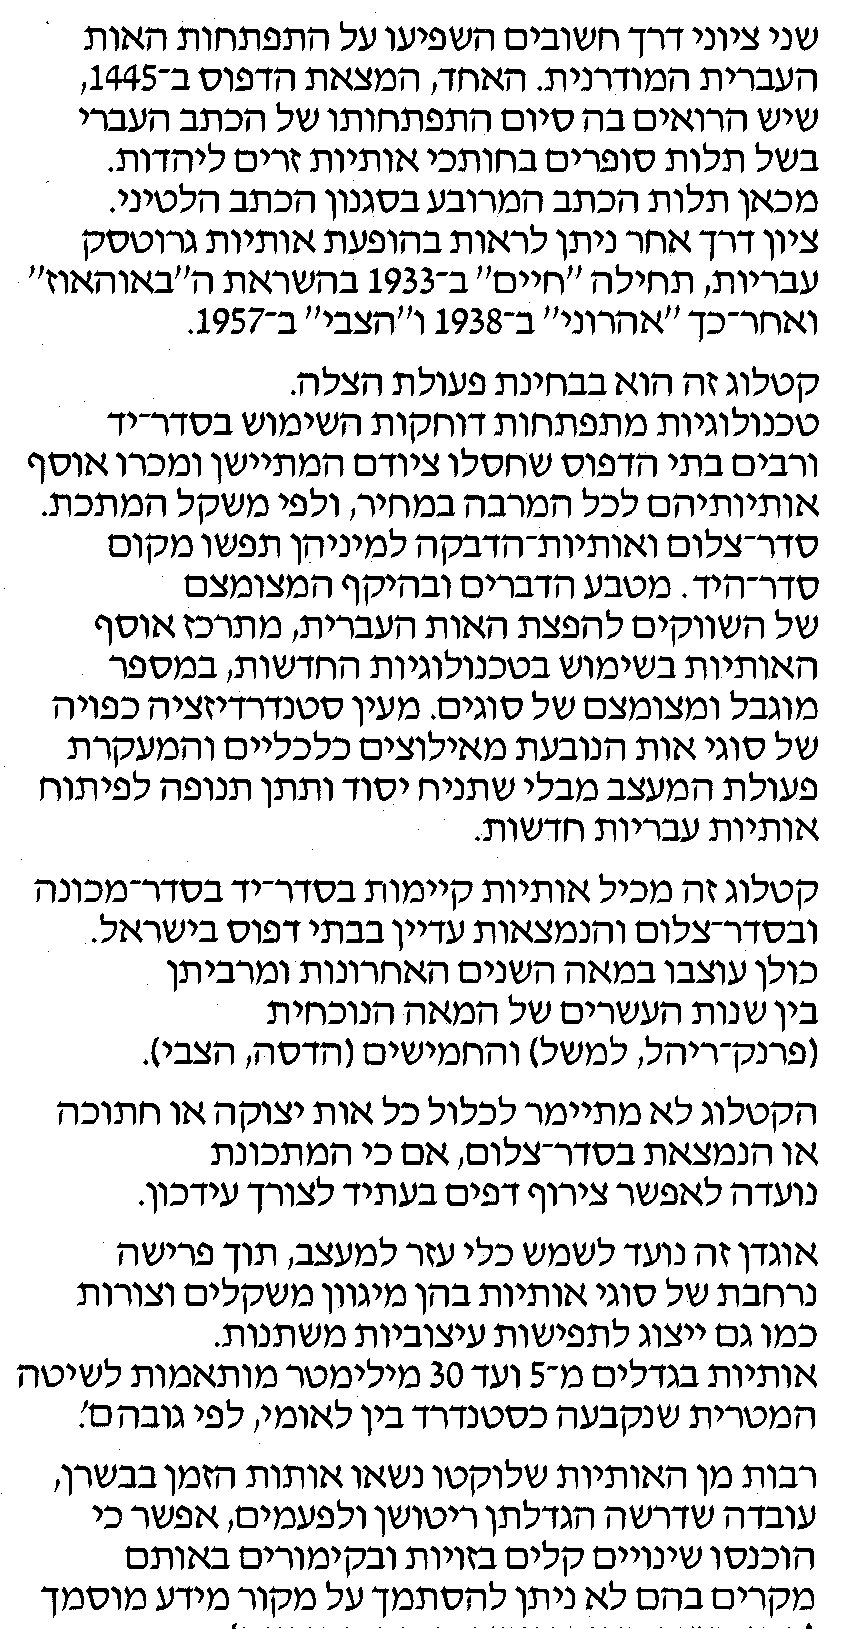 שני ציוני דרך חשובים השפיעו על התפתחות האות
העברית המודרנית. האחד, המצאת הדפוס ב־1445,
שיש הרואים בה סיום התפתחותו של הכתב העברי
בשל תלות סופרים בחותכי אותיות זרים ליהדות.
מכאן תלות הכתב המרובע בסגנון הכתב הלטיני.
ציון דרך אחר ניתן לראות בהופעת אותיות גרוטסק
עבריות, תחילה "חיים" ב־1933 בהשראת ה"באוהאוז"
ואחר־כך "אהרוני" ב־1938 ו"הצבי" ב־1957.
קטלוג זה הוא בבחינת פעולת הצלה.
טכנולוגיות מתפתחות דוחקות השימוש בסדר־יד
ורבים בתי הדפוס שחסלו ציודם המתיישן ומכרו אוסף
אותיותיהם לכל המרבה במחיר, ולפי משקל המתכת.
סדר־צלום ואותיות־הדבקה למיניהן תפשו מקום
סדר־היד. מטבע הדברים ובהיקף המצומצם
של השווקים להפצת האות העברית, מתרכז אוסף
האותיות בשימוש בטכנולוגיות החדשות, במספר
מוגבל ומצומצם של סוגים. מעין סטנדרדיזציה כפויה
של סוגי אות הנובעת מאילוצים כלכליים והמעקרת
פעולת המעצב מבלי שתניח יסוד ותתן תנופה לפיתוח
אותיות עבריות חדשות.
קטלוג זה מכיל אותיות קיימות בסדר־יד בסדר־מכונה
ובסדר־צלום והנמצאות עדיין בבתי דפוס בישראל.
כולן עוצבו במאה השנים האחרונות ומרביתן
בין שנות העשרים של המאה הנוכחית
(פרנק־ריהל, למשל) והחמישים (הדסה, הצבי).
הקטלוג לא מתיימר לכלול כל אות יצוקה או חתוכה
או הנמצאת בסדר־צלום, אם כי המתכונת
נועדה לאפשר צירוף דפים בעתיד לצורך עידכון.
אוגדן זה נועד לשמש כלי עזר למעצב, תוך פרישה
נרחבת של סוגי אותיות בהן מיגוון משקלים וצורות
כמו גם ייצוג לתפישות עיצוביות משתנות.
אותיות בגדלים מ־5 ועד 30 מילימטר מותאמות לשיטה
המטרית שנקבעה כסטנדרד בין לאומי, לפי גובהם'.
רבות מן האותיות שלוקטו נשאו אותות הזמן בבשרן,
עובדה שדרשה הגדלתן ריטושן ולפעמים, אפשר כי
הוכנסו שינויים קלים בזויות ובקימורים באותם
מקרים בהם לא ניתן להסתמך על מקור מידע מוסמך